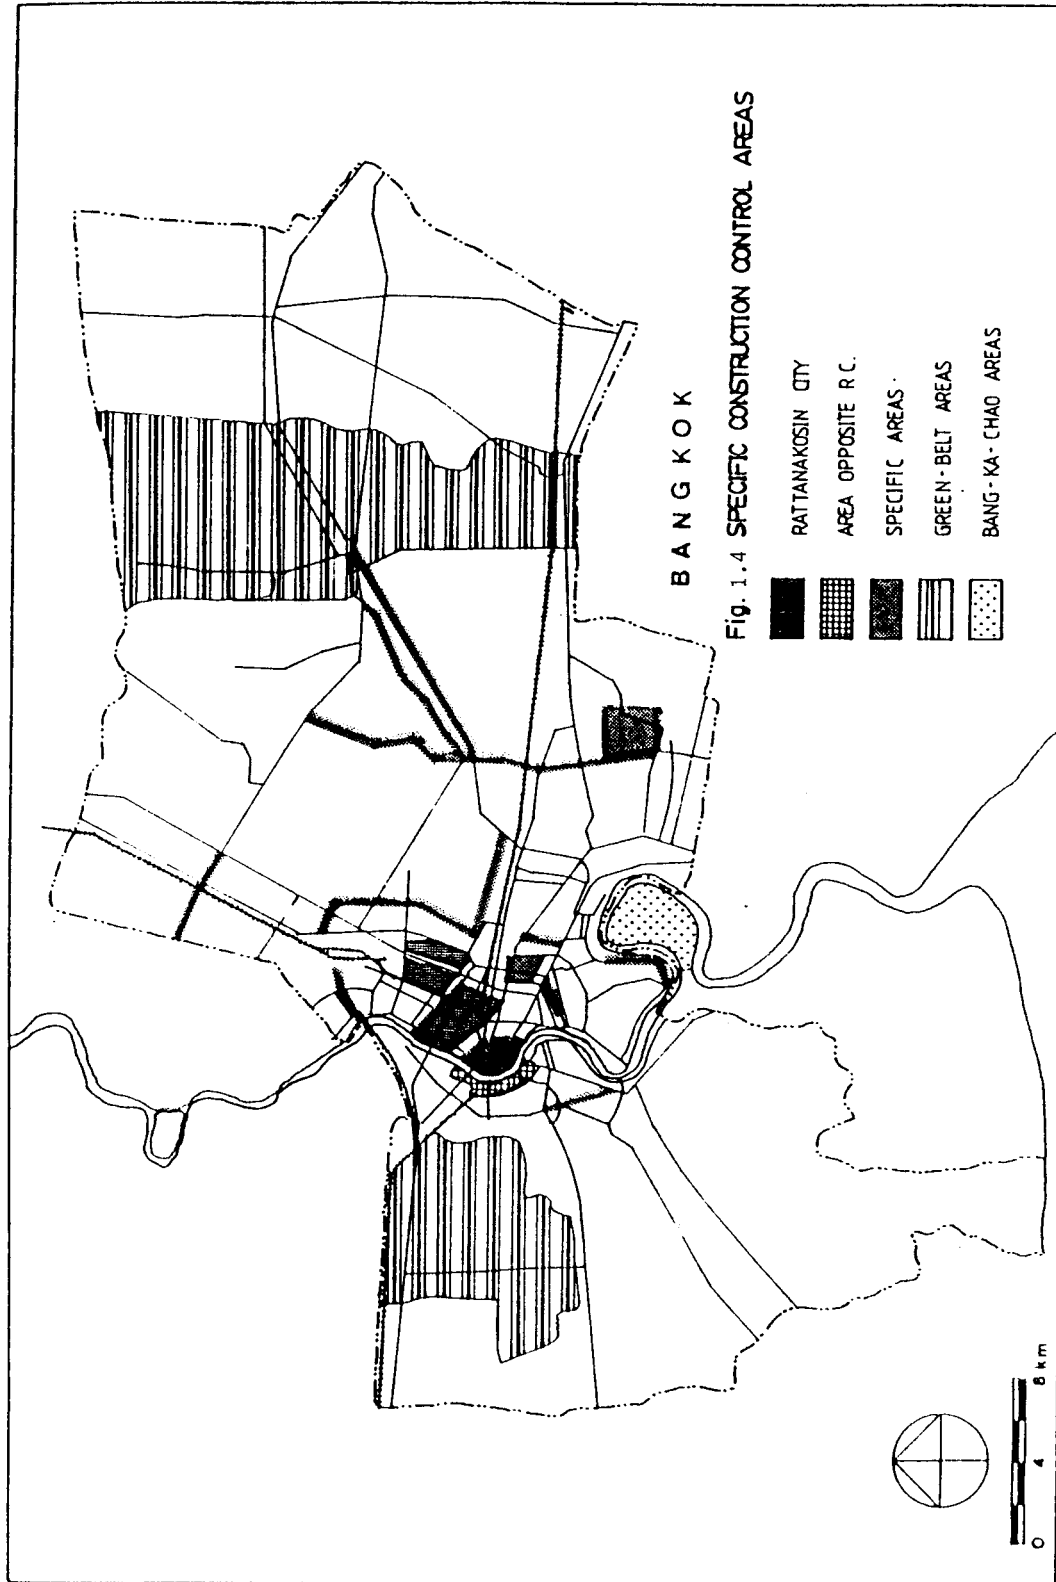 BANGKOK
Fig. 1.4 SPECIFIC CONSTRUCTION CONTROL AREAS
RATTANAKOSIN CITY
AREA OPPOSITE R C.
SPECIFIC AREAS
GREEN-BELT AREAS
BANG-KA-CHAO AREAS
0 4 8 km